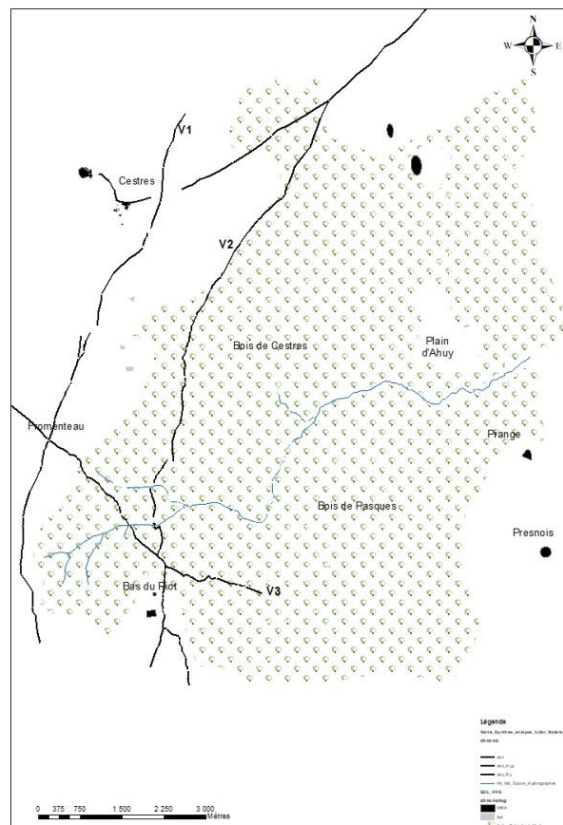 N
W E
S
V1
Cestres
V2
Bois de Cestres
Plain
d'Ahuy
Promenteau
Prange
Bois de Pasques
Presnois
Bas du Riot
V3
Légende
0 375 750 1 500 2 250 3 000
Mètres